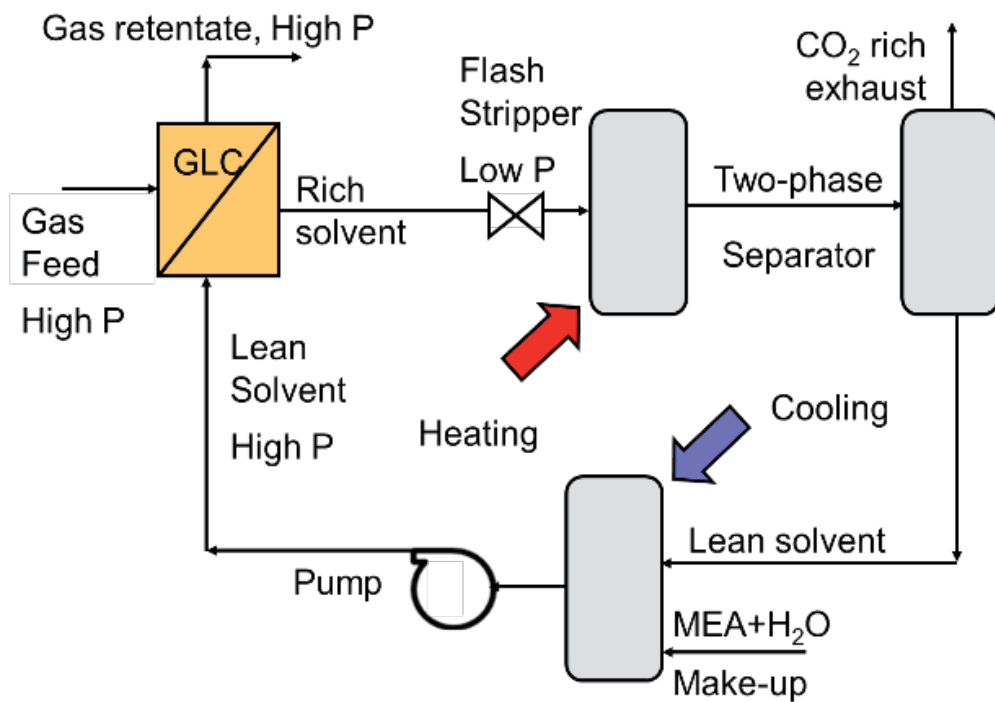 Gas retentate, High P
CO₂ rich
exhaust
Flash
Stripper
GLC
Low P
Two-phase
Rich
solvent
Gas
Feed
Separator
High P
Lean
Solvent
High P
Heating
Cooling
Lean solvent
Pump
MEA+H₂O
Make-up